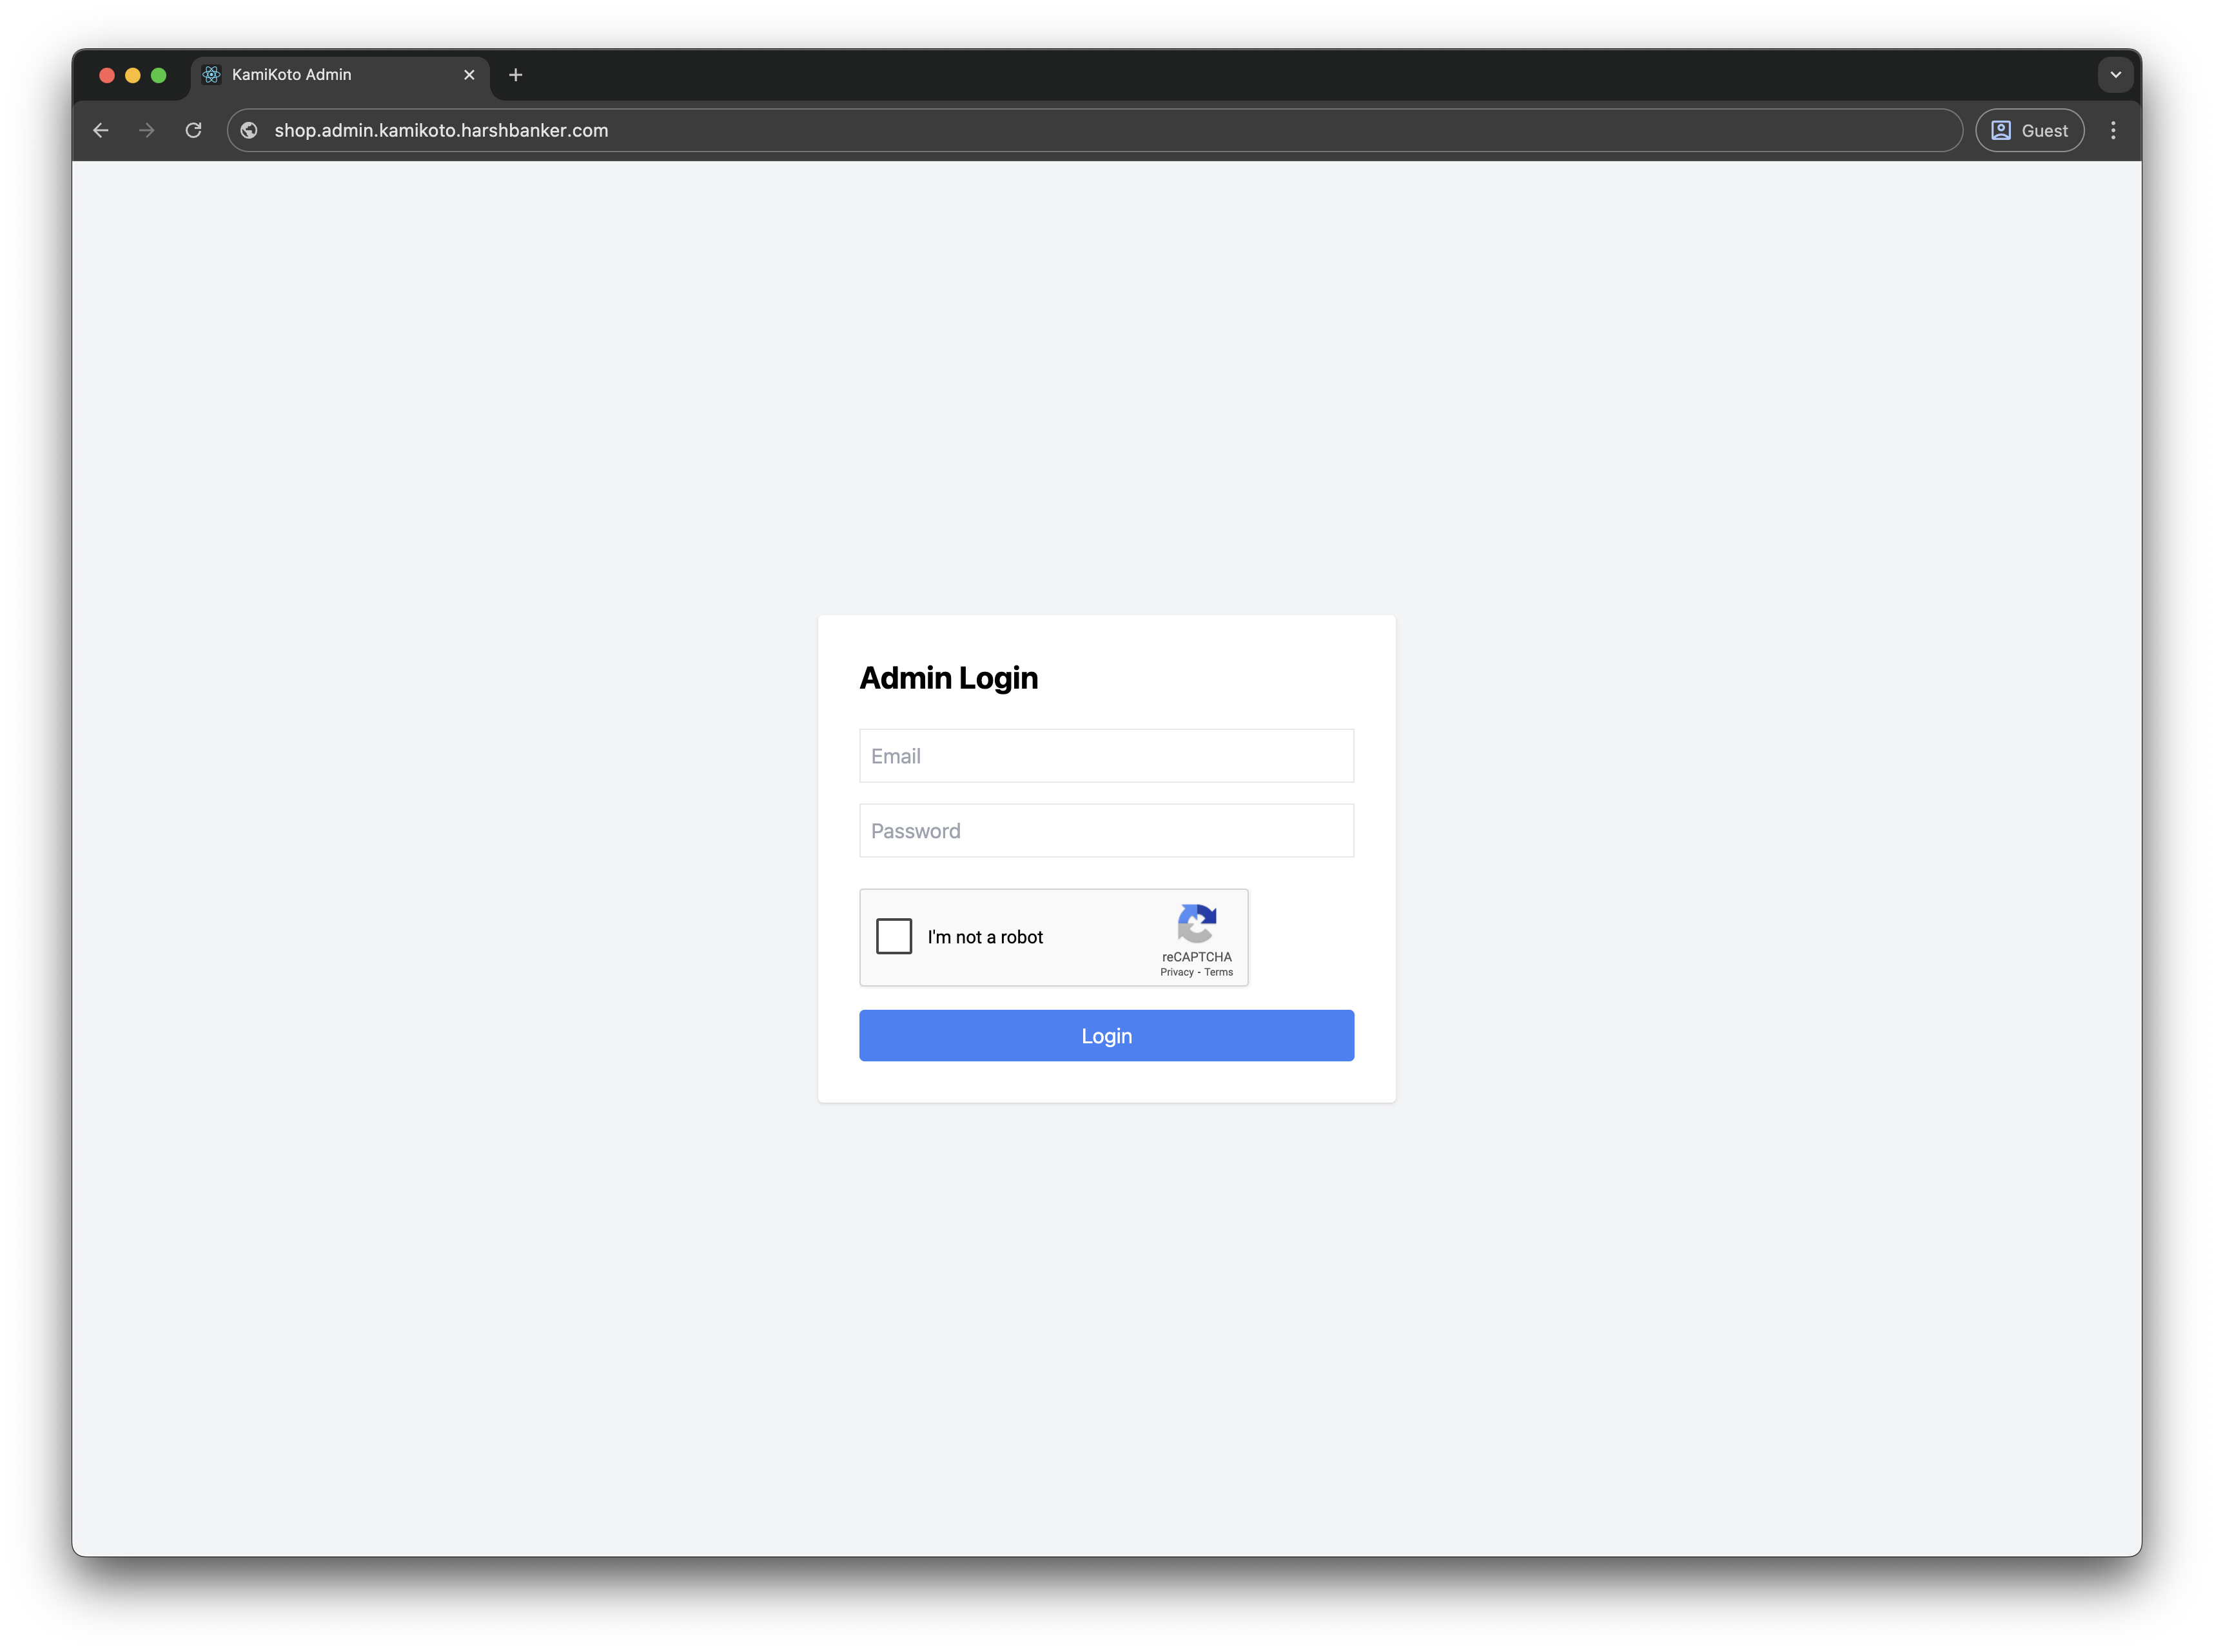 KamiKoto Admin
shop.admin.kamikoto.harshbanker.com
Guest
Admin Login
Email
Password
I'm not a robot
reCAPTCHA
Privacy - Terms
Login